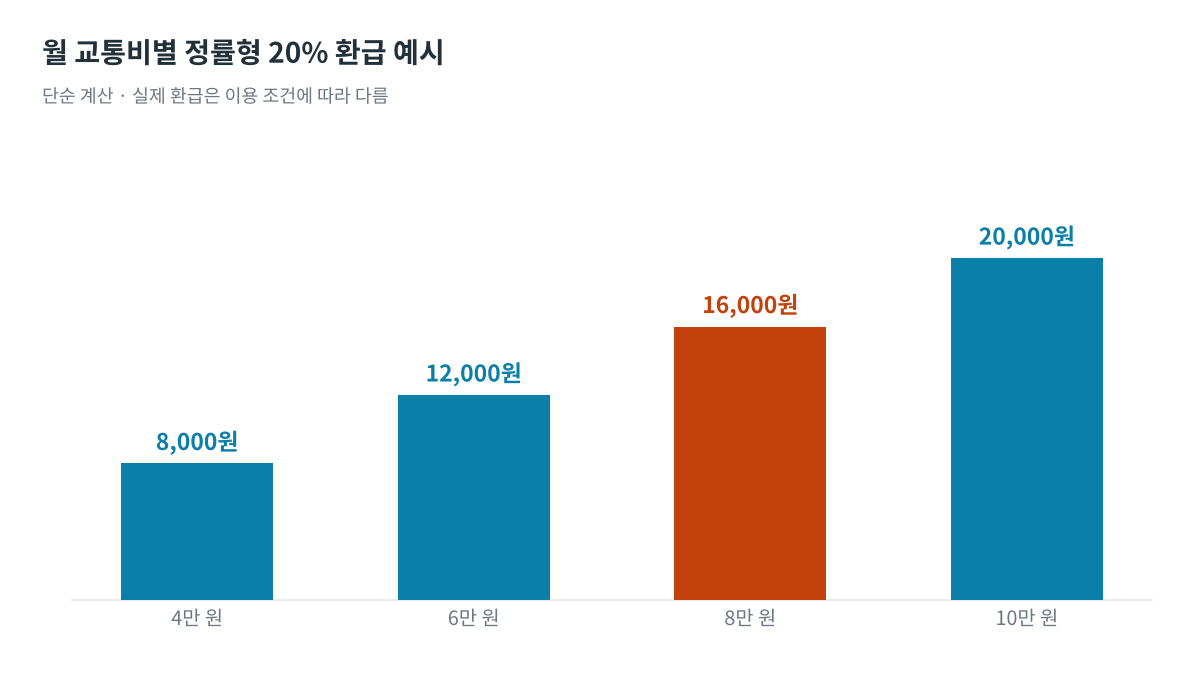 월 교통비별 정률형 20% 환급 예시
단순 계산 · 실제 환급은 이용 조건에 따라 다름
20,000원
16,000원
12,000원
8,000원
4만 원
6만 원
8만 원
10만 원